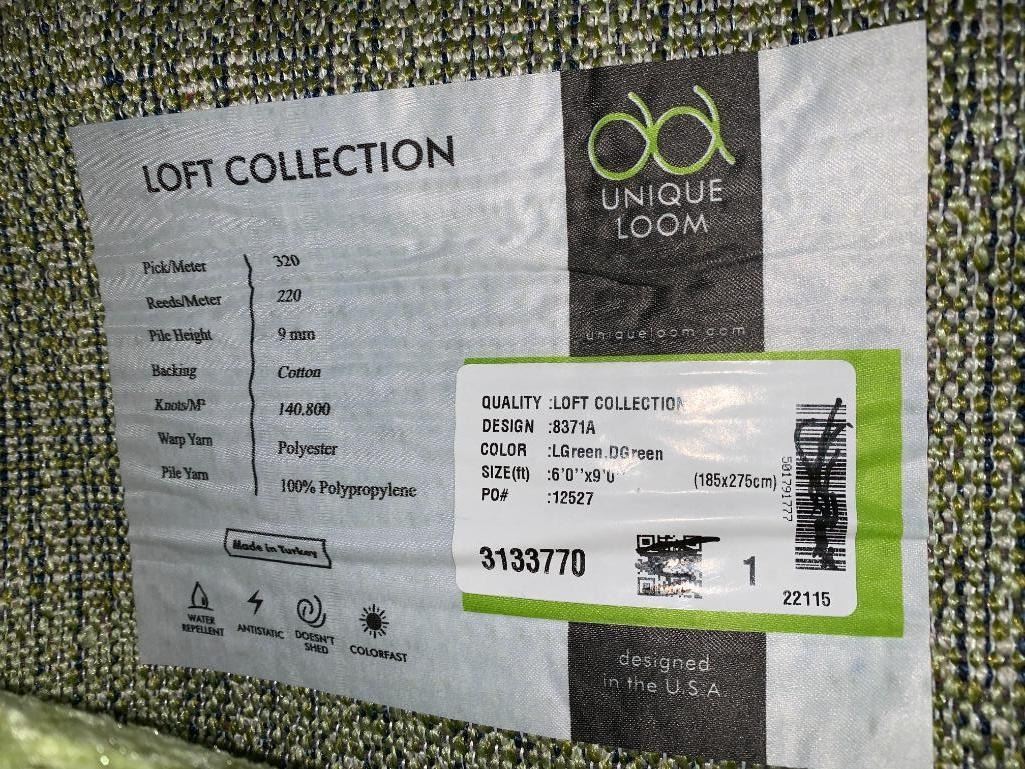 LOFT COLLECTION
Pick/Meter 320
Reeds/Meter 220
Pile Height 9 mm
Backing Cotton
Knots/M² 140.800
Warp Yarn Polyester
Pile Yarn 100% Polypropylene
Made in Turkey
WATER
REPELLENT
ANTISTATIC
DOESN'T
SHED
COLORFAST
UNIQUE
LOOM
uniqueloom.com
QUALITY :LOFT COLLECTION
DESIGN :8371A
COLOR :LGreen,DGreen
SIZE(ft) :6'0''x9'0'' (185x275cm)
PO# :12527
3133770
1
501791777
22115
designed
in the U.S.A